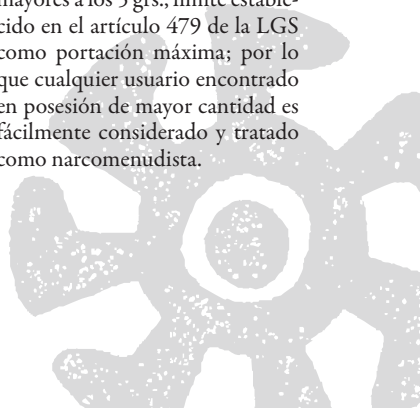 mayores a los 5 grs., límite estable-
cido en el artículo 479 de la LGS
como portación máxima; por lo
que cualquier usuario encontrado
en posesión de mayor cantidad es
fácilmente considerado y tratado
como narcomenudista.